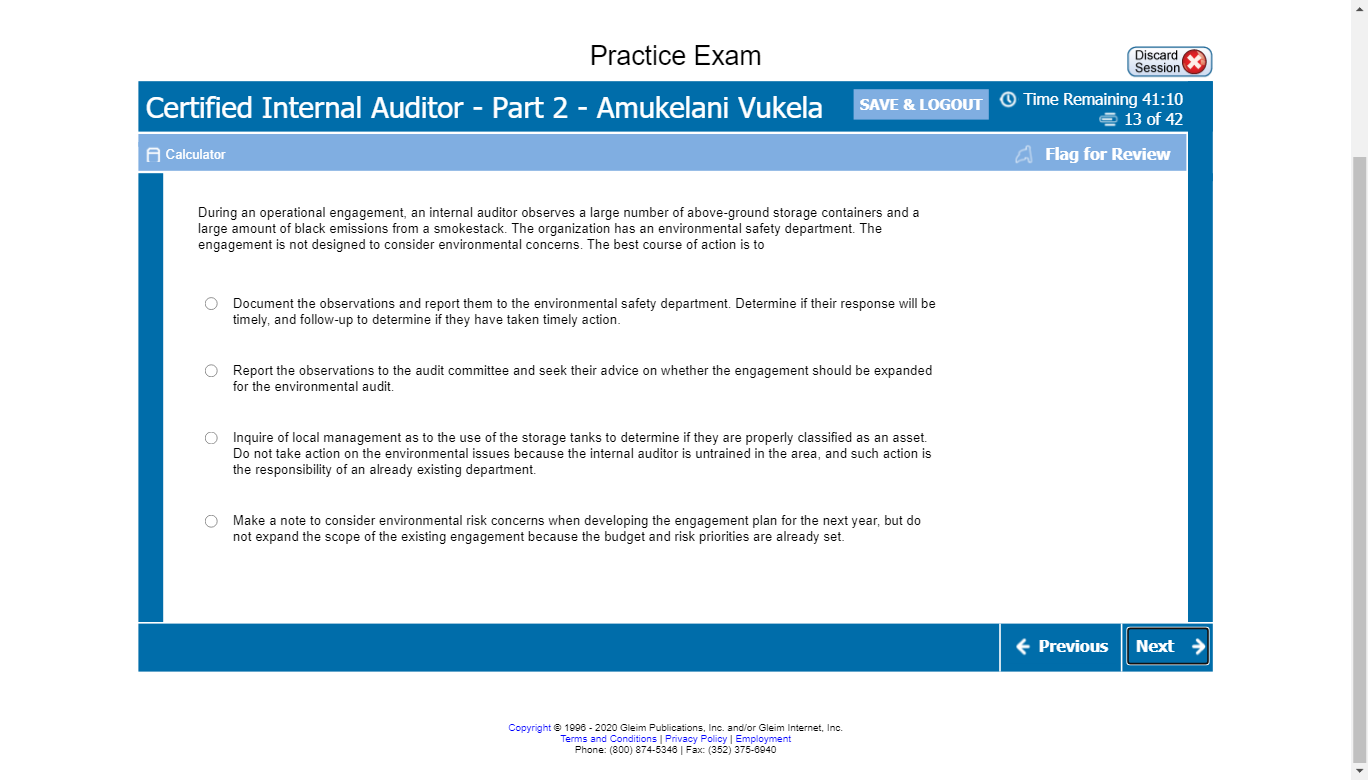 Practice Exam
Discard
Session
Certified Internal Auditor - Part 2 - Amukelani Vukela
SAVE & LOGOUT
Time Remaining 41:10
13 of 42
Calculator
Flag for Review
During an operational engagement, an internal auditor observes a large number of above-ground storage containers and a
large amount of black emissions from a smokestack. The organization has an environmental safety department. The
engagement is not designed to consider environmental concerns. The best course of action is to
Document the observations and report them to the environmental safety department. Determine if their response will be
timely, and follow-up to determine if they have taken timely action.
Report the observations to the audit committee and seek their advice on whether the engagement should be expanded
for the environmental audit.
Inquire of local management as to the use of the storage tanks to determine if they are properly classified as an asset.
Do not take action on the environmental issues because the internal auditor is untrained in the area, and such action is
the responsibility of an already existing department.
Make a note to consider environmental risk concerns when developing the engagement plan for the next year, but do
not expand the scope of the existing engagement because the budget and risk priorities are already set.
Previous
Next
Copyright © 1996 - 2020 Gleim Publications, Inc. and/or Gleim Internet, Inc.
Terms and Conditions | Privacy Policy | Employment
Phone: (800) 874-5346 | Fax: (352) 375-6940